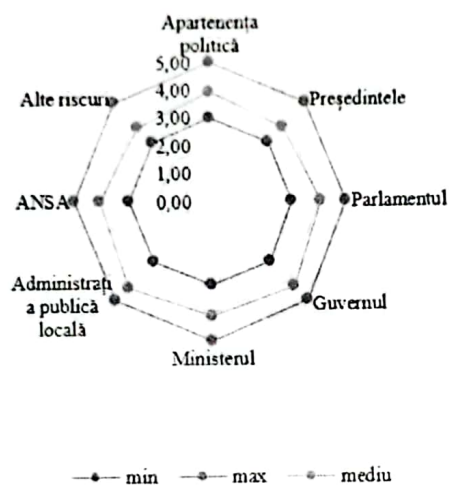 Apartenența
politică
5,00
4,00
3,00
2,00
1,00
0,00
Președintele
Parlamentul
Guvernul
Ministerul
Administrați
a publică
locală
ANSA
Alte riscuri
min max mediu